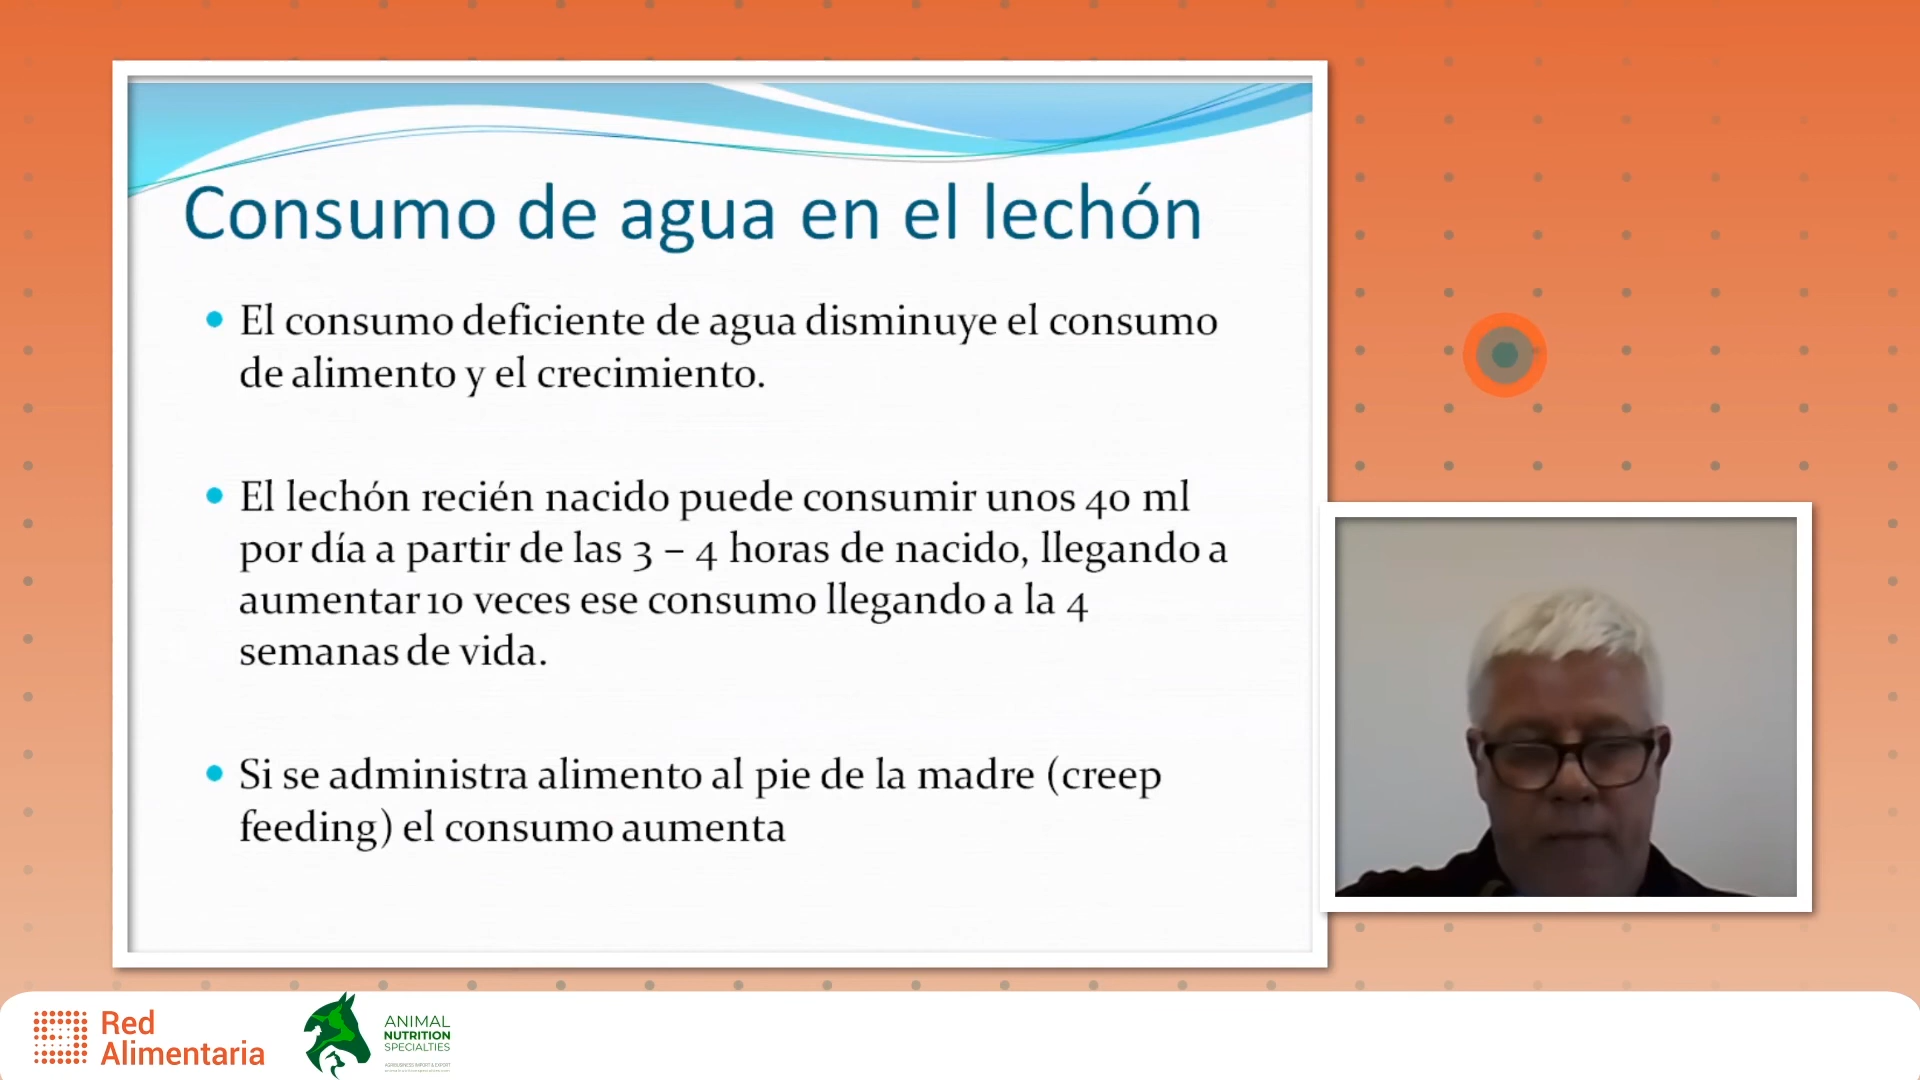 Consumo de agua en el lechón
El consumo deficiente de agua disminuye el consumo
de alimento y el crecimiento.
El lechón recién nacido puede consumir unos 40 ml
por día a partir de las 3 – 4 horas de nacido, llegando a
aumentar 10 veces ese consumo llegando a la 4
semanas de vida.
Si se administra alimento al pie de la madre (creep
feeding) el consumo aumenta
Red
Alimentaria
ANIMAL
NUTRITION
SPECIALTIES
AGRIBUSINESS IMPORT & EXPORT